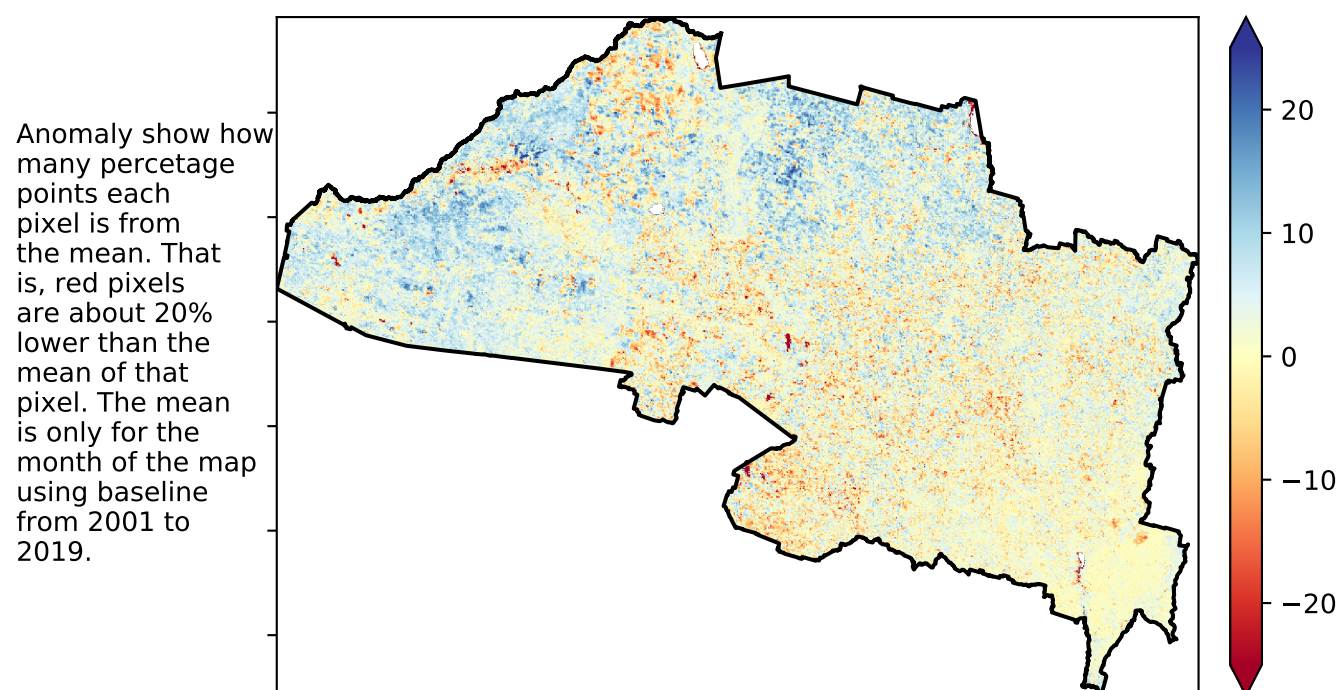 Anomaly show how
many percetage
points each
pixel is from
the mean. That
is, red pixels
are about 20%
lower than the
mean of that
pixel. The mean
is only for the
month of the map
using baseline
from 2001 to
2019.
20
10
0
−10
−20